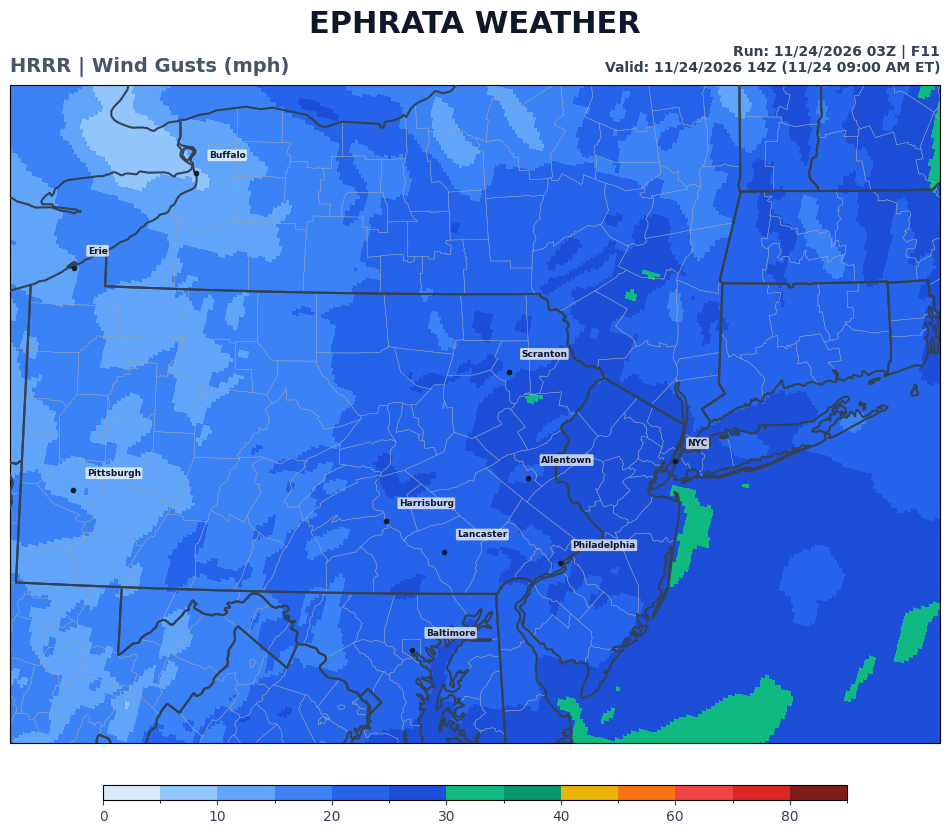 EPHRATA WEATHER
HRRR | Wind Gusts (mph)
Run: 11/24/2026 03Z | F11
Valid: 11/24/2026 14Z (11/24 09:00 AM ET)
Buffalo
Erie
Scranton
NYC
Allentown
Pittsburgh
Harrisburg
Lancaster
Philadelphia
Baltimore
0 10 20 30 40 50 60 70 80